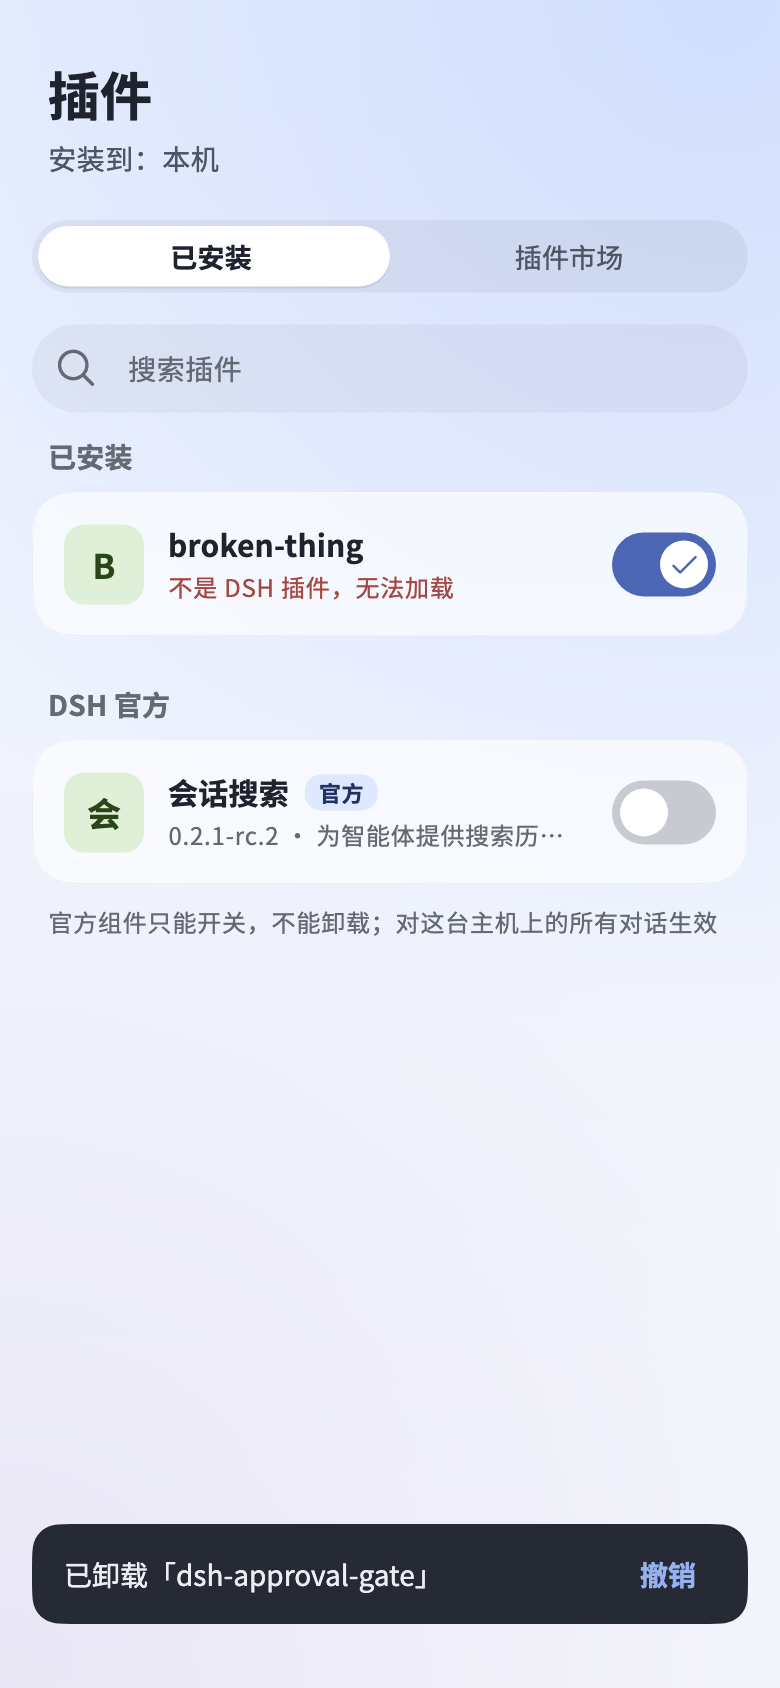 插件
安装到：本机
已安装
插件市场
搜索插件
已安装
B
broken-thing
不是 DSH 插件，无法加载
DSH 官方
会
会话搜索 官方
0.2.1-rc.2 · 为智能体提供搜索历…
官方组件只能开关，不能卸载；对这台主机上的所有对话生效
已卸载「dsh-approval-gate」 撤销